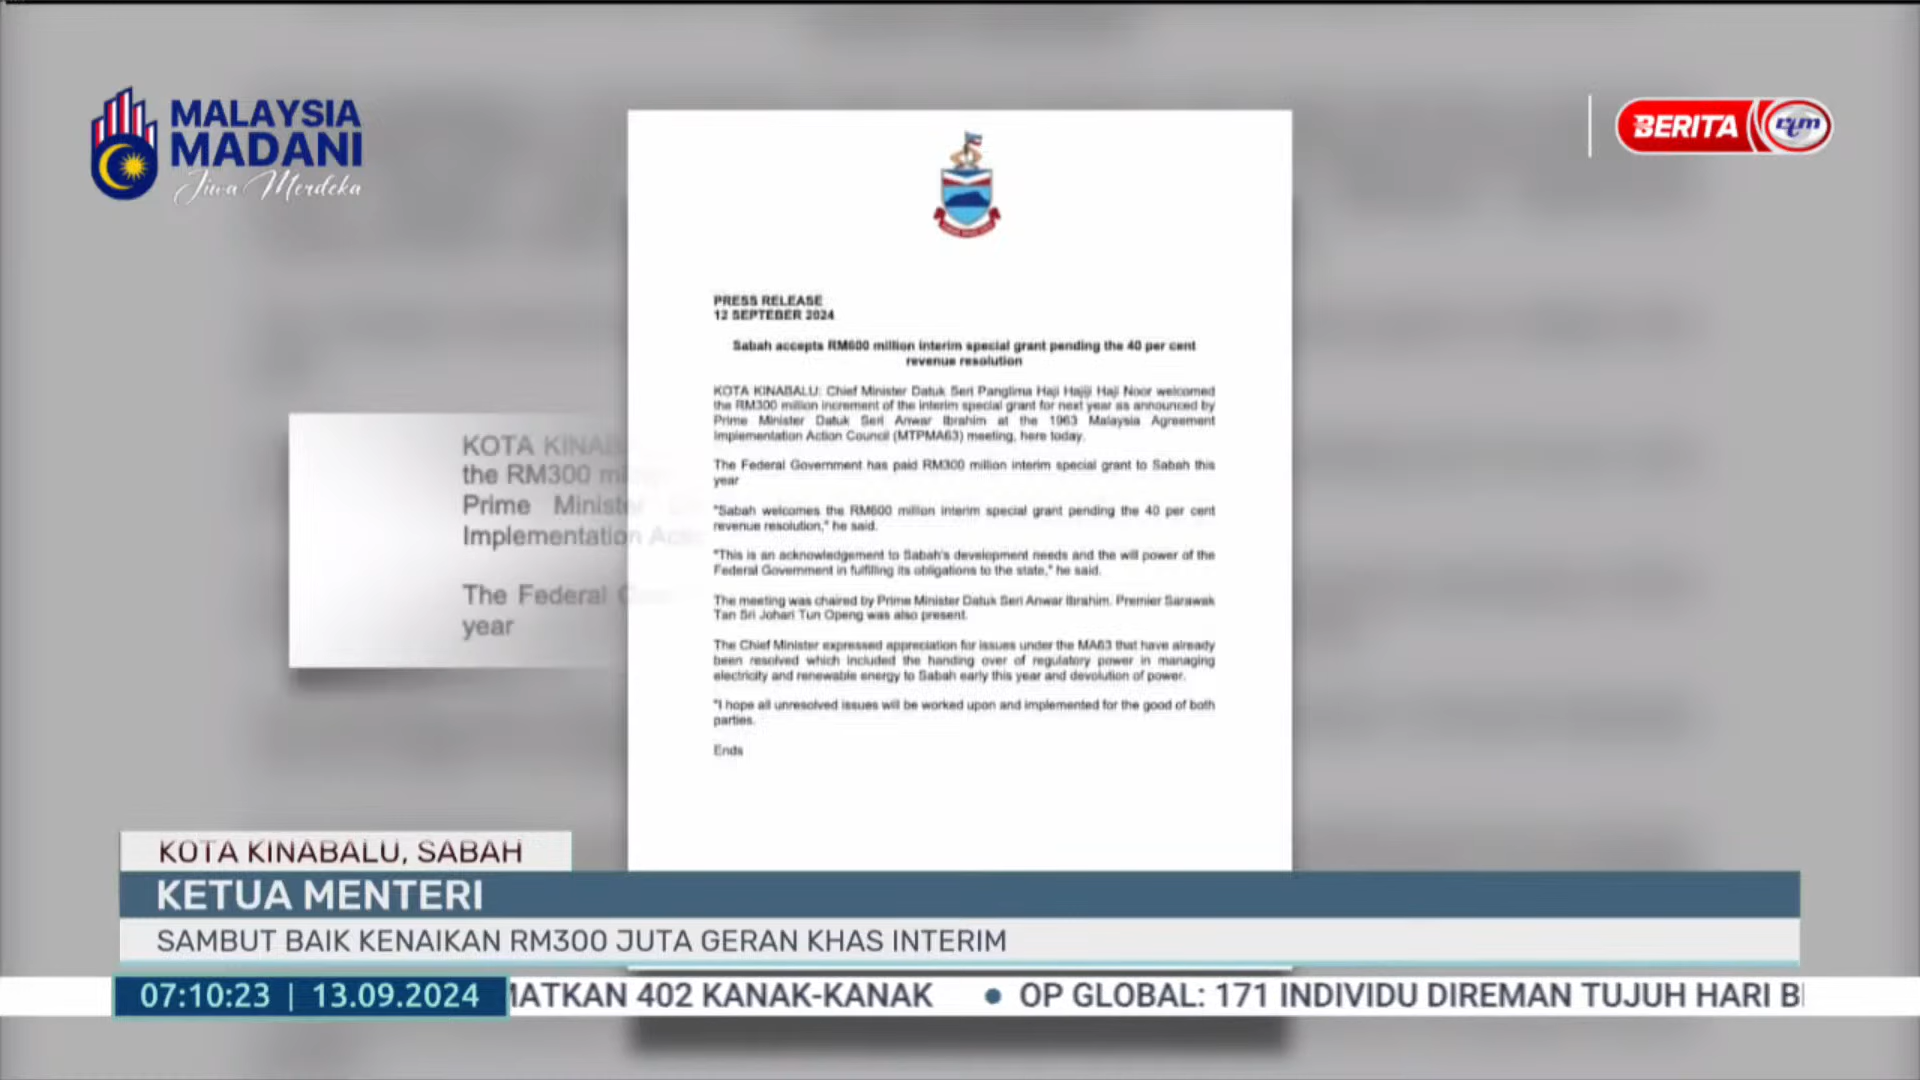 MALAYSIA
MADANI
Jiwa Merdeka
BERITA rtm
PRESS RELEASE
12 SEPTEBER 2024
Sabah accepts RM600 million interim special grant pending the 40 per cent
revenue resolution
KOTA KINABALU: Chief Minister Datuk Seri Panglima Haji Hajiji Haji Noor welcomed
the RM300 million increment of the interim special grant for next year as announced by
Prime Minister Datuk Seri Anwar Ibrahim at the 1963 Malaysia Agreement
Implementation Action Council (MTPMA63) meeting, here today.
The Federal Government has paid RM300 million interim special grant to Sabah this
year
"Sabah welcomes the RM600 million interim special grant pending the 40 per cent
revenue resolution," he said.
"This is an acknowledgement to Sabah's development needs and the will power of the
Federal Government in fulfilling its obligations to the state," he said.
The meeting was chaired by Prime Minister Datuk Seri Anwar Ibrahim. Premier Sarawak
Tan Sri Johari Tun Openg was also present.
The Chief Minister expressed appreciation for issues under the MA63 that have already
been resolved which included the handing over of regulatory power in managing
electricity and renewable energy to Sabah early this year and devolution of power.
"I hope all unresolved issues will be worked upon and implemented for the good of both
parties.
Ends
KOTA KINAB
the RM300 m
Prime Minister
Implementation Ac
The Federal G
year
KOTA KINABALU, SABAH
KETUA MENTERI
SAMBUT BAIK KENAIKAN RM300 JUTA GERAN KHAS INTERIM
07:10:23 | 13.09.2024 MATKAN 402 KANAK-KANAK • OP GLOBAL: 171 INDIVIDU DIREMAN TUJUH HARI B